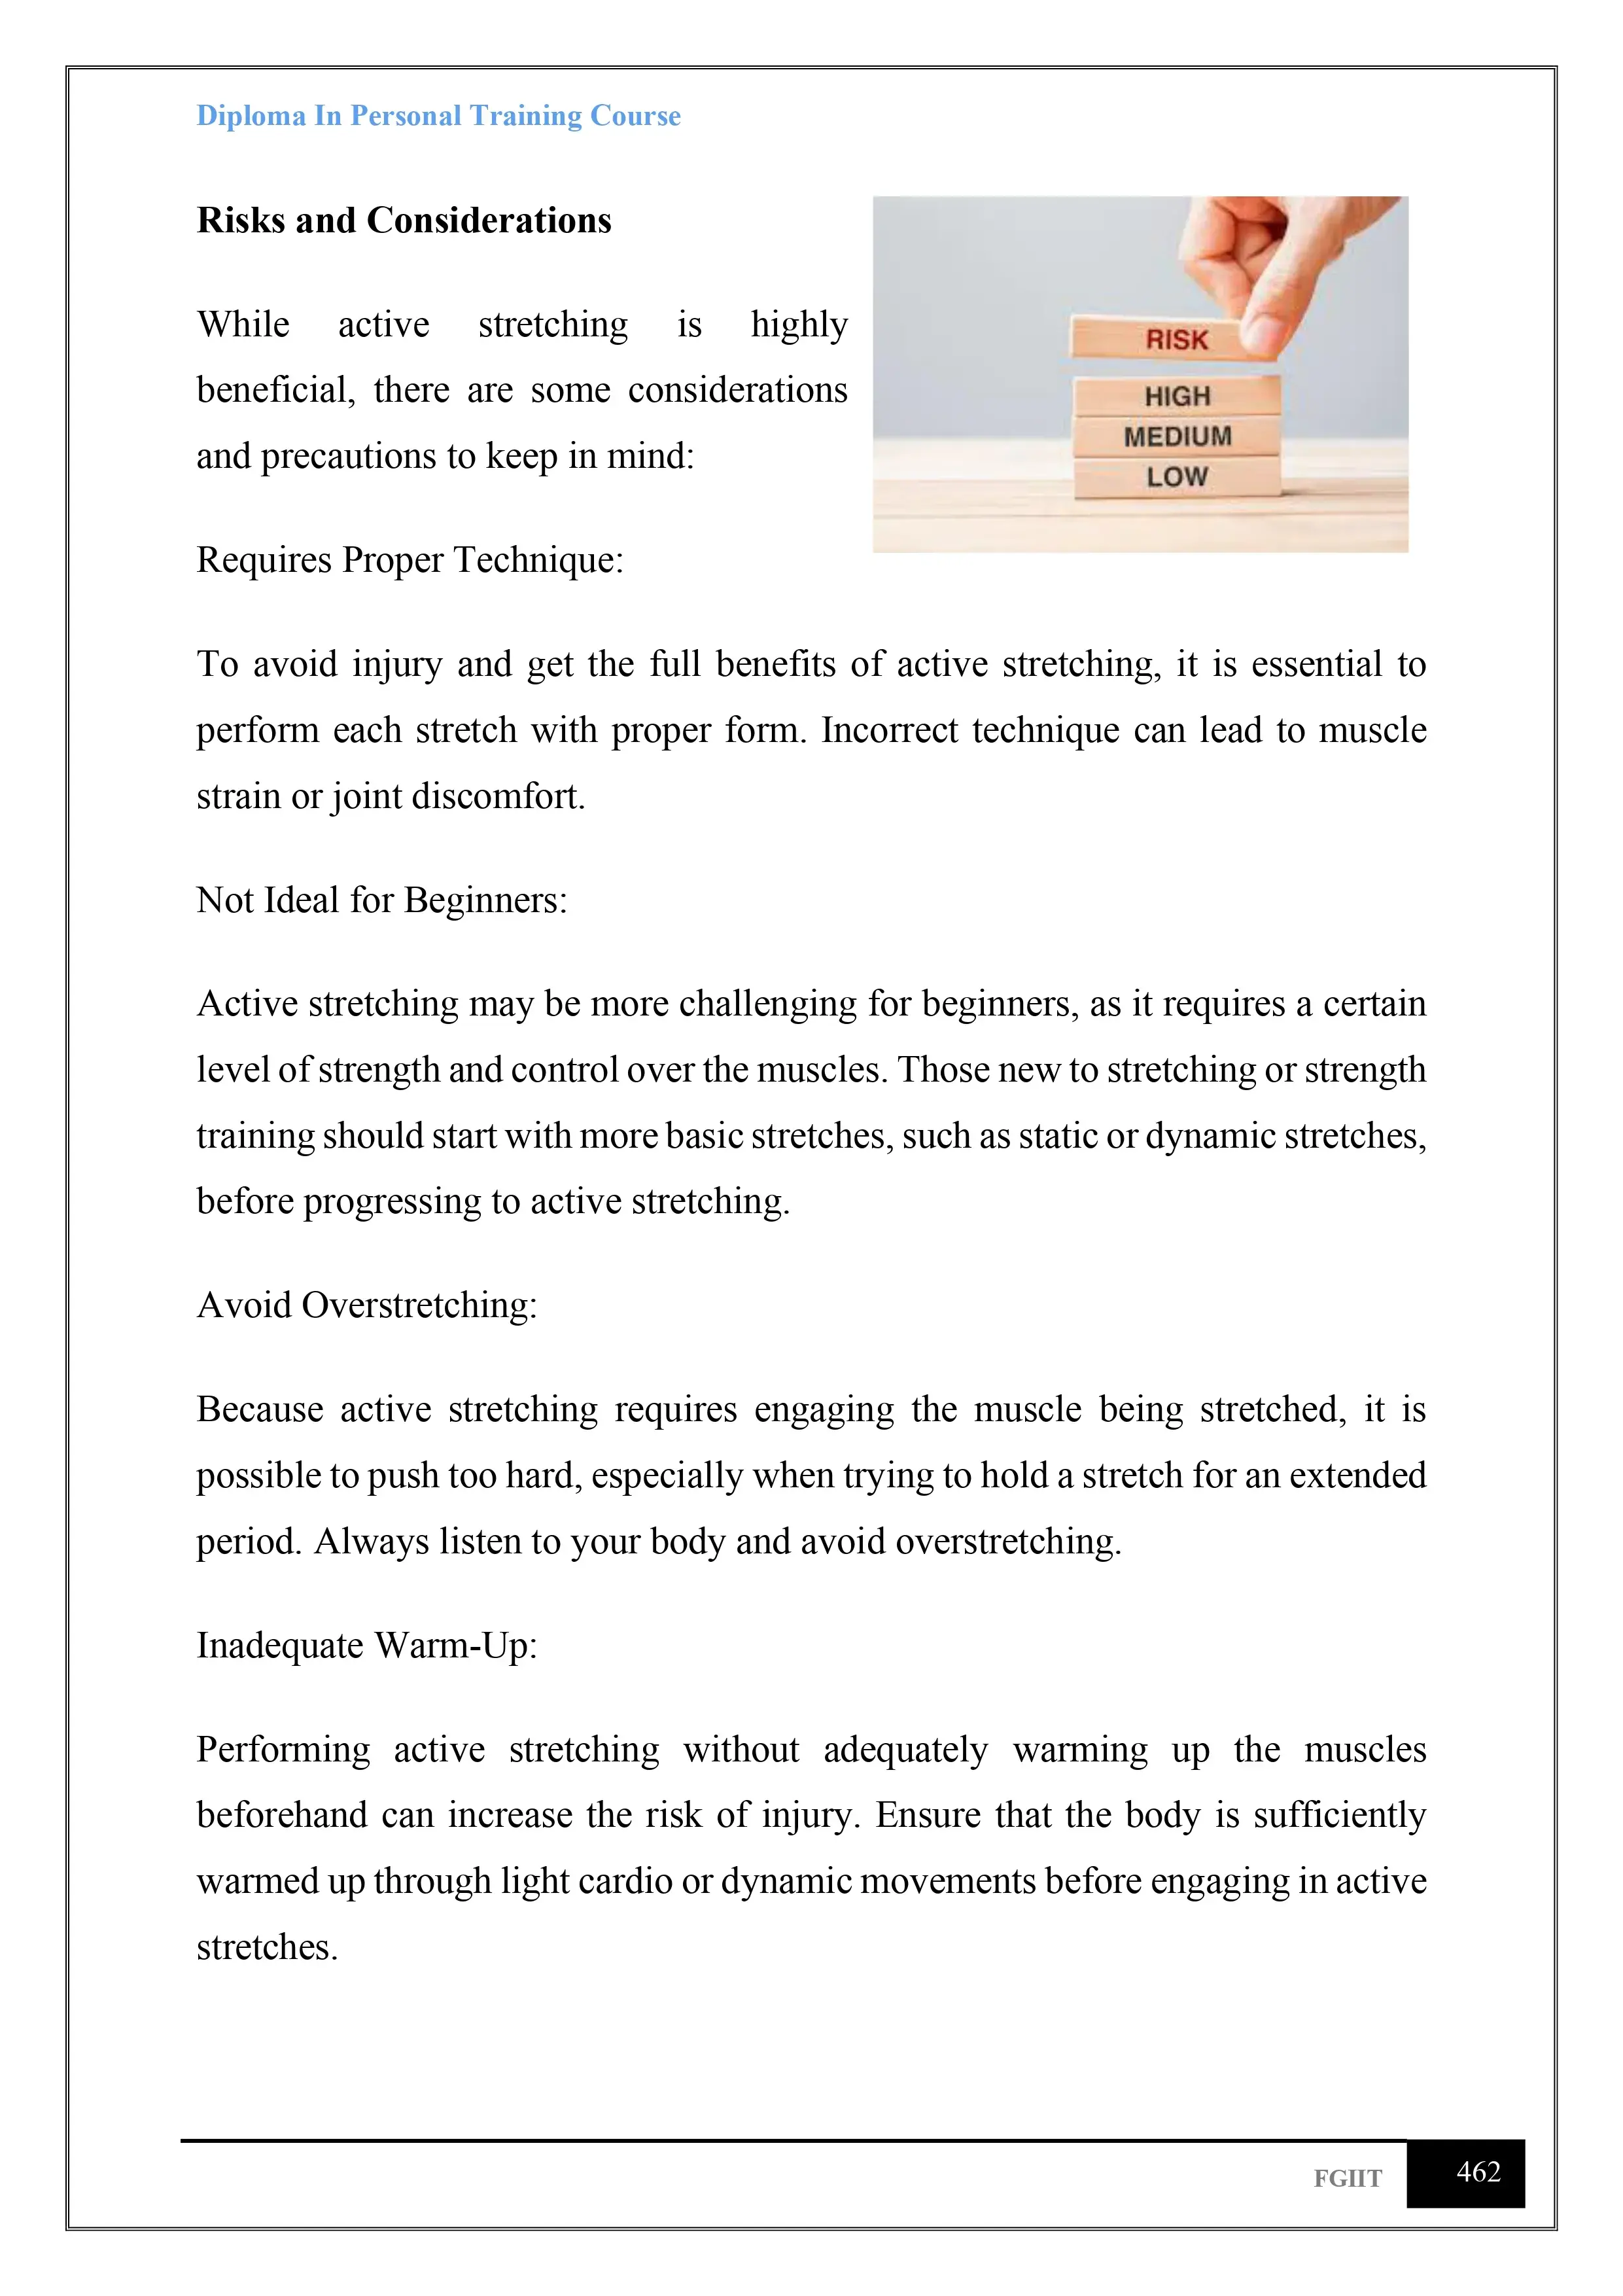 Diploma In Personal Training Course
Risks and Considerations
While active stretching is highly
beneficial, there are some considerations
and precautions to keep in mind:
RISK
HIGH
MEDIUM
LOW
Requires Proper Technique:
To avoid injury and get the full benefits of active stretching, it is essential to
perform each stretch with proper form. Incorrect technique can lead to muscle
strain or joint discomfort.
Not Ideal for Beginners:
Active stretching may be more challenging for beginners, as it requires a certain
level of strength and control over the muscles. Those new to stretching or strength
training should start with more basic stretches, such as static or dynamic stretches,
before progressing to active stretching.
Avoid Overstretching:
Because active stretching requires engaging the muscle being stretched, it is
possible to push too hard, especially when trying to hold a stretch for an extended
period. Always listen to your body and avoid overstretching.
Inadequate Warm-Up:
Performing active stretching without adequately warming up the muscles
beforehand can increase the risk of injury. Ensure that the body is sufficiently
warmed up through light cardio or dynamic movements before engaging in active
stretches.
FGIIT
462